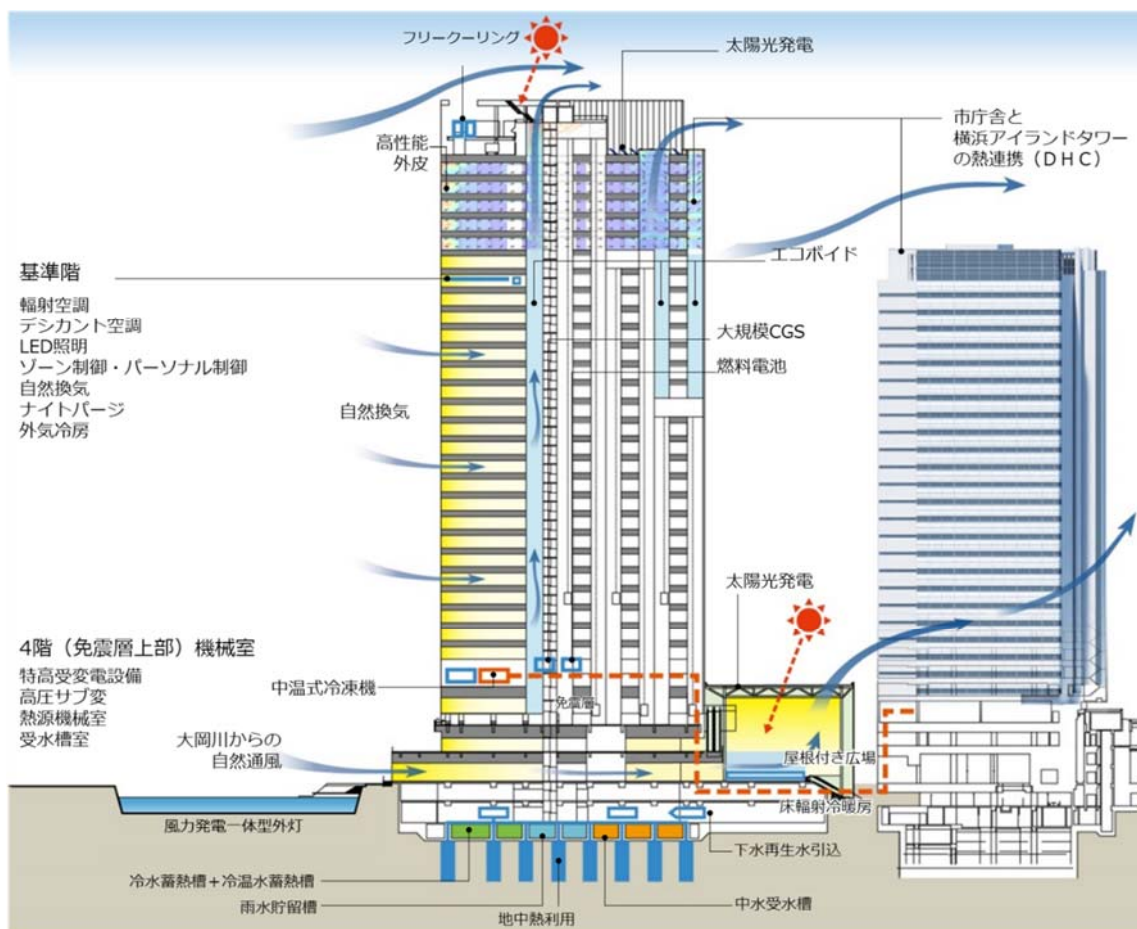 フリークーリング
太陽光発電
高性能
外皮
市庁舎と
横浜アイランドタワー
の熱連携（ＤＨＣ）
エコボイド
基準階
輻射空調
デシカント空調
LED照明
ゾーン制御・パーソナル制御
自然換気
ナイトパージ
外気冷房
大規模CGS
燃料電池
自然換気
太陽光発電
4階（免震層上部）機械室
特高受変電設備
高圧サブ変
熱源機械室
受水槽室
中温式冷凍機
免震層
大岡川からの
自然通風
屋根付き広場
床輻射冷暖房
風力発電一体型外灯
下水再生水引込
冷水蓄熱槽＋冷温水蓄熱槽
雨水貯留槽
地中熱利用
中水受水槽